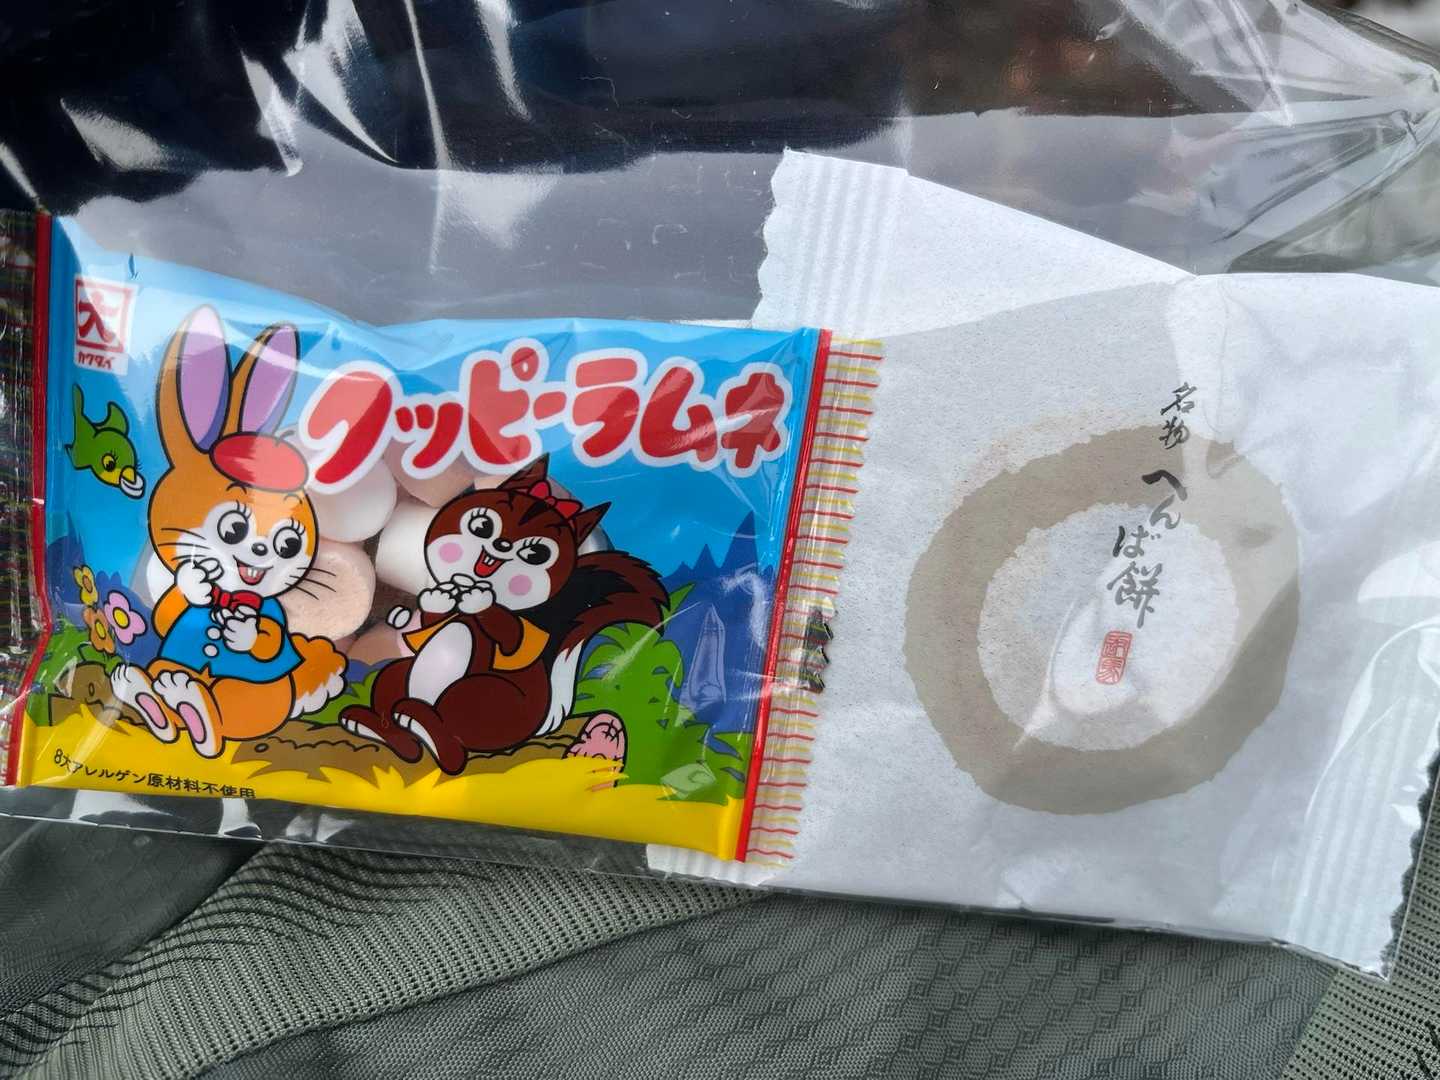 大
カクダイ
クッピーラムネ
8大アレルゲン原材料不使用
名物
へんば餅